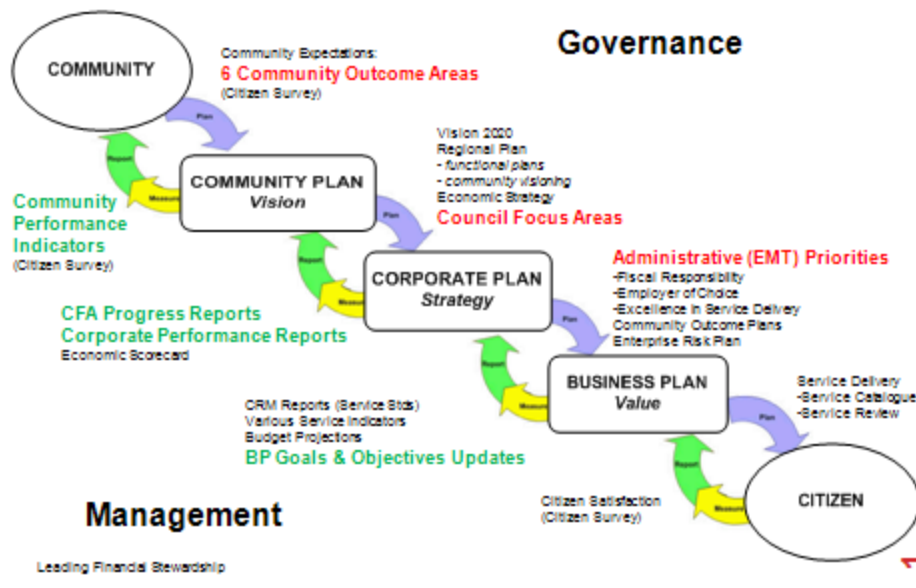 Governance
COMMUNITY
Community Expectations:
6 Community Outcome Areas
(Citizen Survey)
Plan
Report
Measure
COMMUNITY PLAN
Vision
Vision 2020
Regional Plan
- functional plans
- community visioning
Economic Strategy
Council Focus Areas
Community
Performance
Indicators
(Citizen Survey)
Plan
Report
Measure
CORPORATE PLAN
Strategy
Administrative (EMT) Priorities
-Fiscal Responsibility
-Employer of Choice
-Excellence in Service Delivery
Community Outcome Plans
Enterprise Risk Plan
CFA Progress Reports
Corporate Performance Reports
Economic Scorecard
Plan
Report
Measure
BUSINESS PLAN
Value
Service Delivery
-Service Catalogue
-Service Review
CRM Reports (Service Stds)
Various Service Indicators
Budget Projections
BP Goals & Objectives Updates
Plan
Report
Measure
CITIZEN
Citizen Satisfaction
(Citizen Survey)
Management
Leading Financial Stewardship